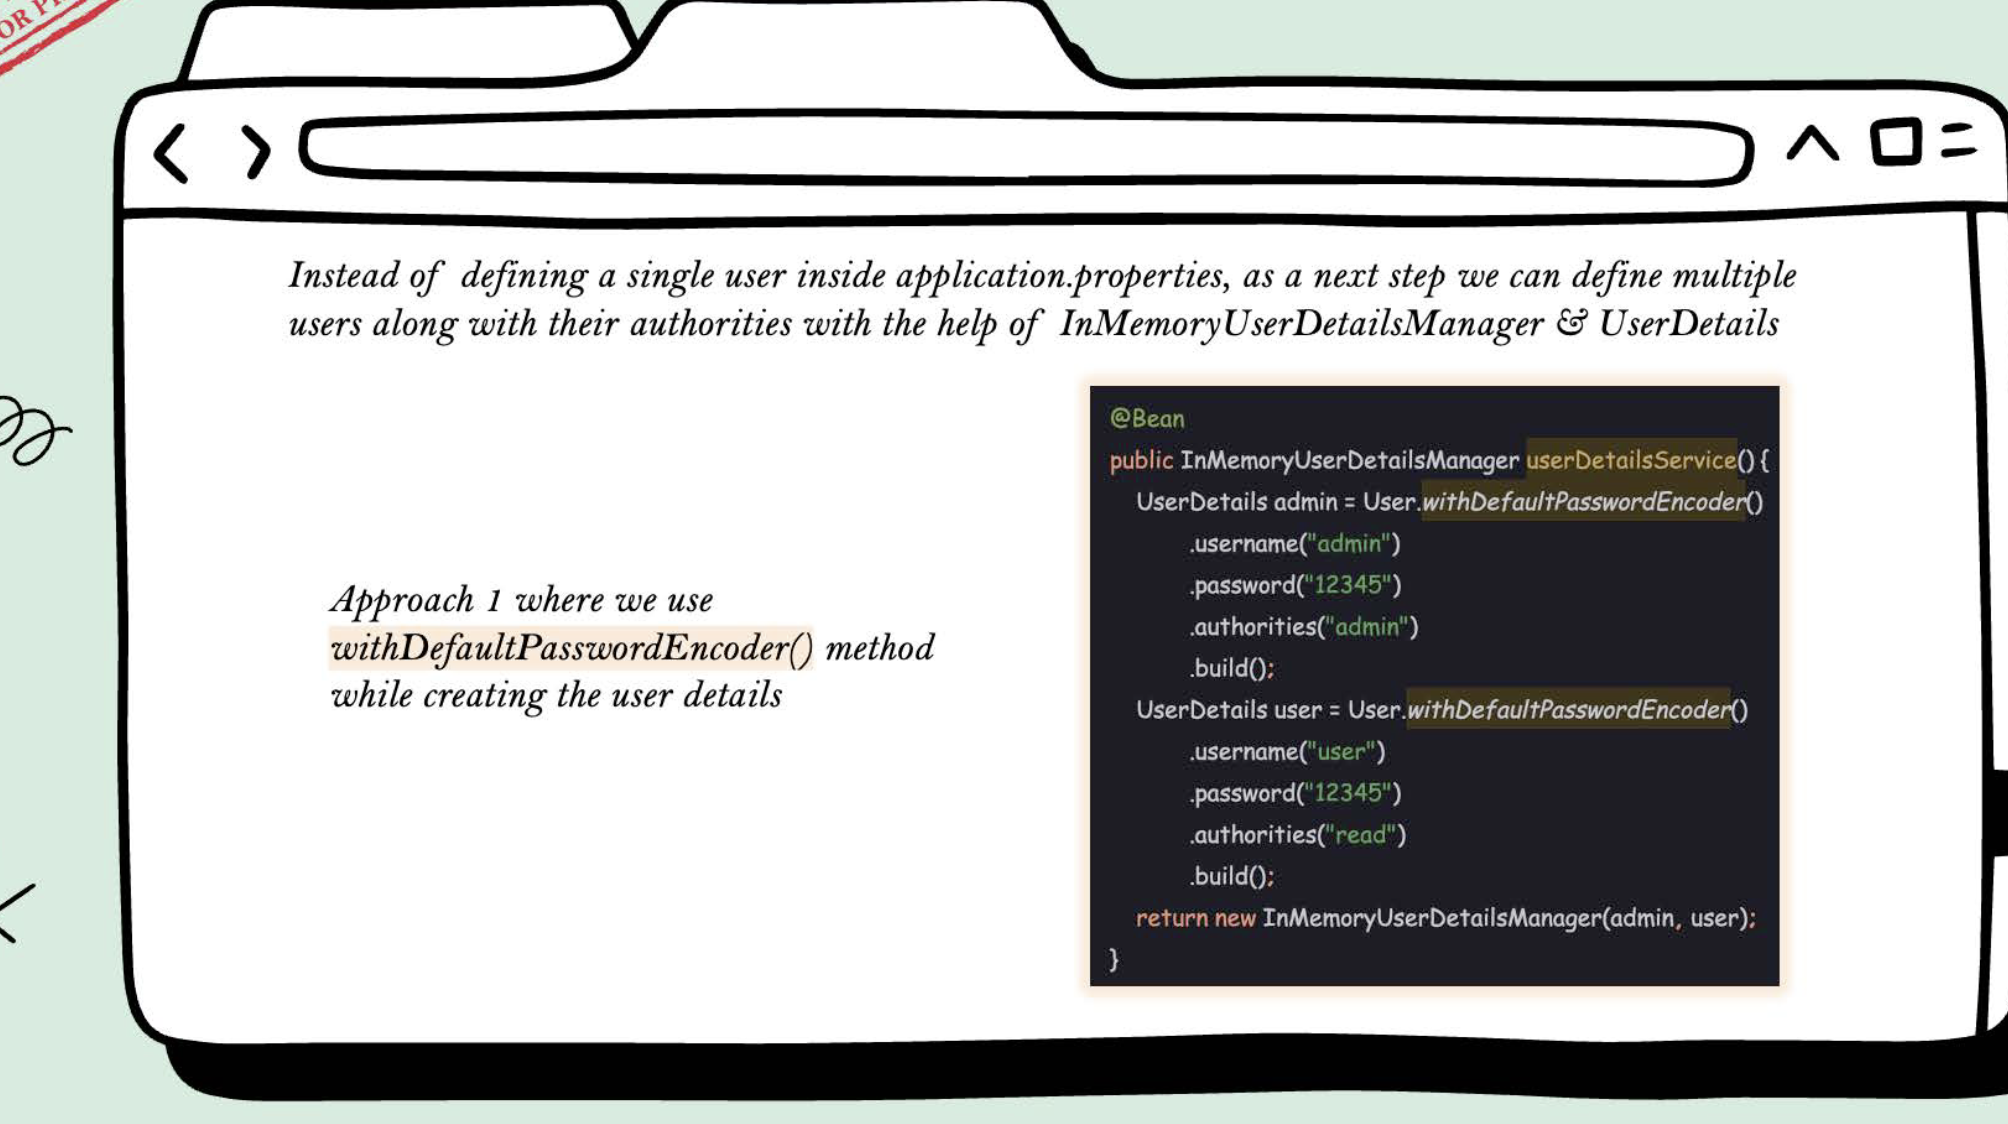 Instead of defining a single user inside application.properties, as a next step we can define multiple
users along with their authorities with the help of InMemoryUserDetailsManager & UserDetails
Approach 1 where we use
withDefaultPasswordEncoder() method
while creating the user details
@Bean
public InMemoryUserDetailsManager userDetailsService() {
UserDetails admin = User.withDefaultPasswordEncoder()
.username("admin")
.password("12345")
.authorities("admin")
.build();
UserDetails user = User.withDefaultPasswordEncoder()
.username("user")
.password("12345")
.authorities("read")
.build();
return new InMemoryUserDetailsManager(admin, user);
}